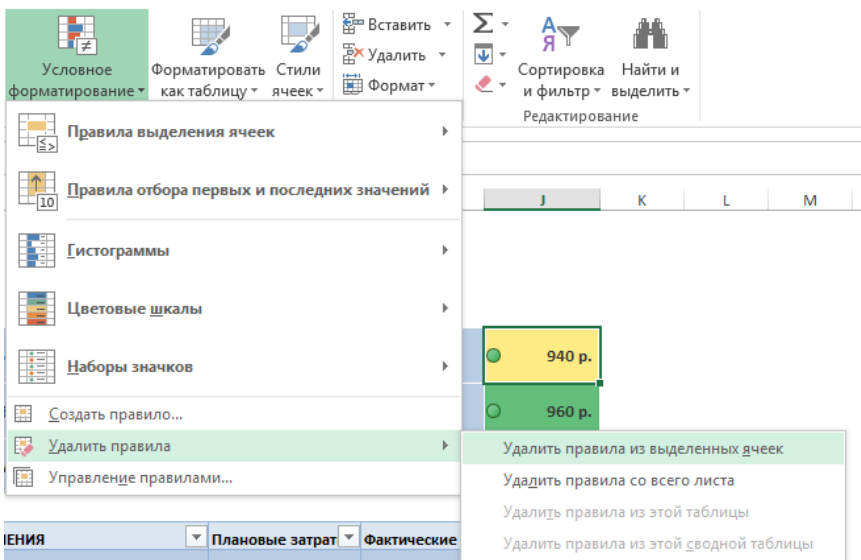 Вставить
Удалить
Формат
Условное
форматирование
Форматировать
как таблицу
Стили
ячеек
Сортировка
и фильтр
Найти и
выделить
Редактирование
Правила выделения ячеек
Правила отбора первых и последних значений
10
J K L M
Гистограммы
Цветовые шкалы
Наборы значков
940 р.
960 р.
Создать правило...
Удалить правила
Управление правилами...
Удалить правила из выделенных ячеек
Удалить правила со всего листа
Удалить правила из этой таблицы
Удалить правила из этой сводной таблицы
ЕНИЯ
Плановые затрат
Фактические